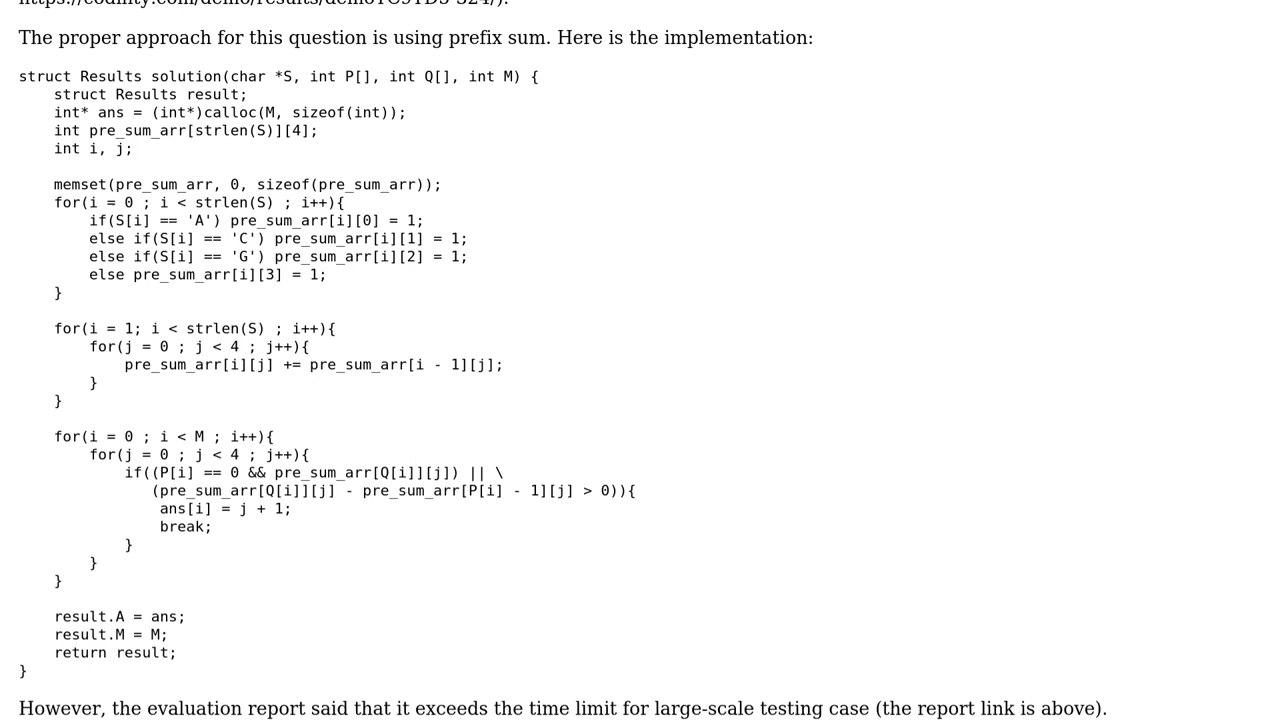 The proper approach for this question is using prefix sum. Here is the implementation:
struct Results solution(char *S, int P[], int Q[], int M) {
    struct Results result;
    int* ans = (int*)calloc(M, sizeof(int));
    int pre_sum_arr[strlen(S)][4];
    int i, j;

    memset(pre_sum_arr, 0, sizeof(pre_sum_arr));
    for(i = 0 ; i < strlen(S) ; i++){
        if(S[i] == 'A') pre_sum_arr[i][0] = 1;
        else if(S[i] == 'C') pre_sum_arr[i][1] = 1;
        else if(S[i] == 'G') pre_sum_arr[i][2] = 1;
        else pre_sum_arr[i][3] = 1;
    }

    for(i = 1; i < strlen(S) ; i++){
        for(j = 0 ; j < 4 ; j++){
            pre_sum_arr[i][j] += pre_sum_arr[i - 1][j];
        }
    }

    for(i = 0 ; i < M ; i++){
        for(j = 0 ; j < 4 ; j++){
            if((P[i] == 0 && pre_sum_arr[Q[i]][j]) || \
               (pre_sum_arr[Q[i]][j] - pre_sum_arr[P[i] - 1][j] > 0)){
                ans[i] = j + 1;
                break;
            }
        }
    }

    result.A = ans;
    result.M = M;
    return result;
}
However, the evaluation report said that it exceeds the time limit for large-scale testing case (the report link is above).